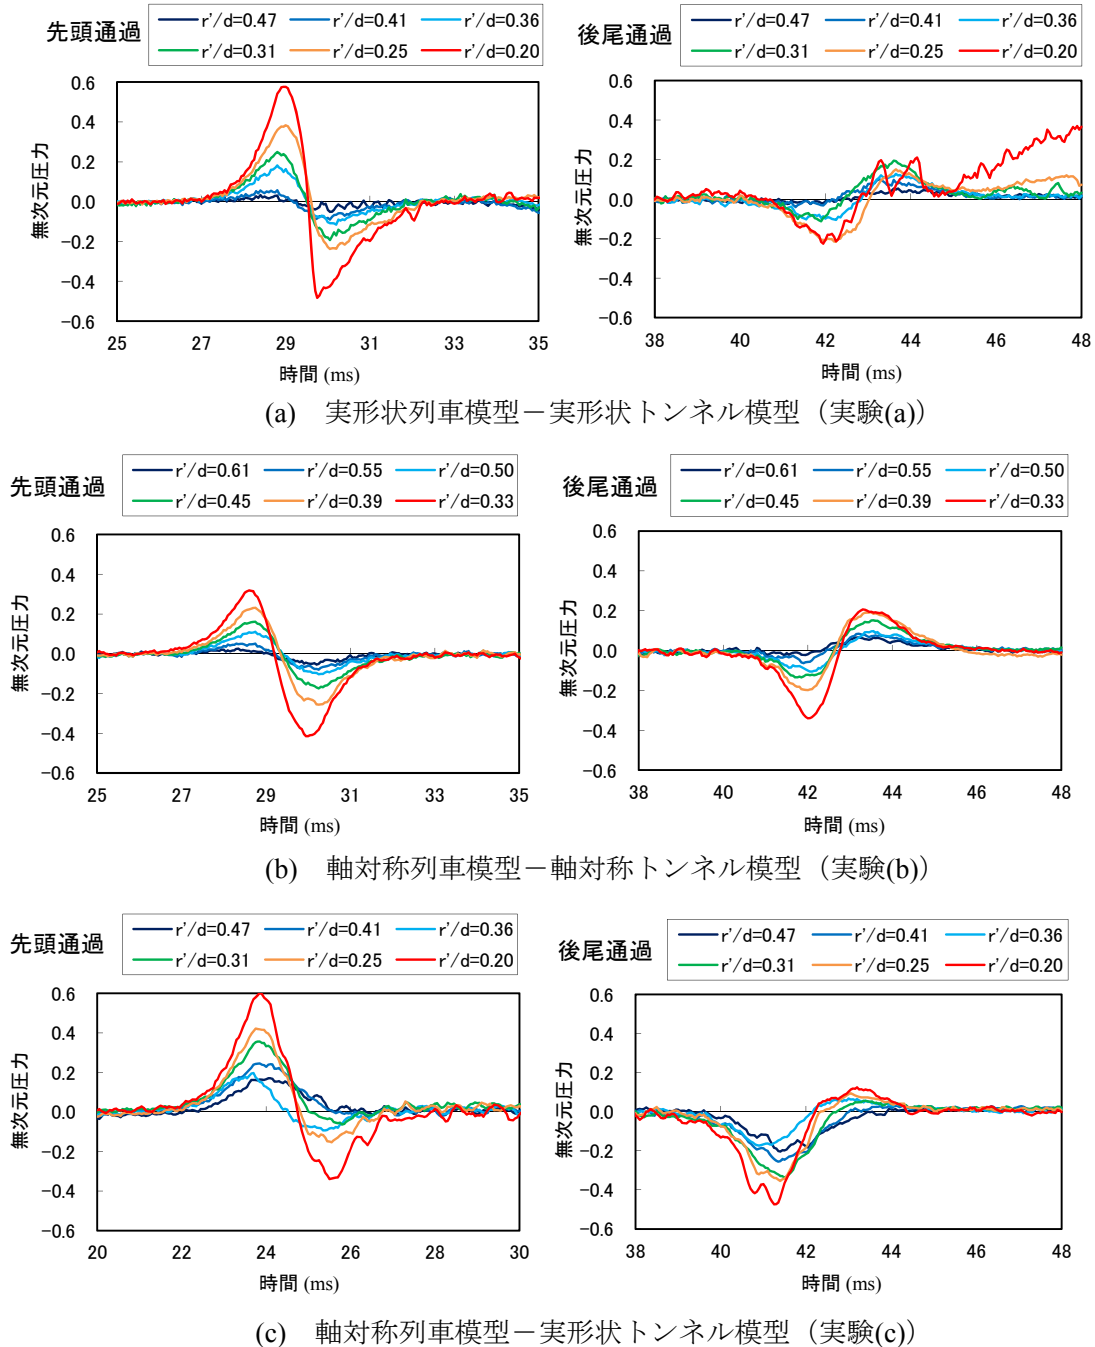 先頭通過
r'/d=0.47 r'/d=0.41 r'/d=0.36
r'/d=0.31 r'/d=0.25 r'/d=0.20
無次元圧力
0.6
0.4
0.2
0.0
−0.2
−0.4
−0.6
25 27 29 31 33 35
時間 (ms)
後尾通過
r'/d=0.47 r'/d=0.41 r'/d=0.36
r'/d=0.31 r'/d=0.25 r'/d=0.20
無次元圧力
0.6
0.4
0.2
0.0
−0.2
−0.4
−0.6
38 40 42 44 46 48
時間 (ms)
(a) 実形状列車模型－実形状トンネル模型（実験(a)）
先頭通過
r'/d=0.61 r'/d=0.55 r'/d=0.50
r'/d=0.45 r'/d=0.39 r'/d=0.33
無次元圧力
0.6
0.4
0.2
0.0
−0.2
−0.4
−0.6
25 27 29 31 33 35
時間 (ms)
後尾通過
r'/d=0.61 r'/d=0.55 r'/d=0.50
r'/d=0.45 r'/d=0.39 r'/d=0.33
無次元圧力
0.6
0.4
0.2
0.0
−0.2
−0.4
−0.6
38 40 42 44 46 48
時間 (ms)
(b) 軸対称列車模型－軸対称トンネル模型（実験(b)）
先頭通過
r'/d=0.47 r'/d=0.41 r'/d=0.36
r'/d=0.31 r'/d=0.25 r'/d=0.20
無次元圧力
0.6
0.4
0.2
0.0
−0.2
−0.4
−0.6
20 22 24 26 28 30
時間 (ms)
後尾通過
r'/d=0.47 r'/d=0.41 r'/d=0.36
r'/d=0.31 r'/d=0.25 r'/d=0.20
無次元圧力
0.6
0.4
0.2
0.0
−0.2
−0.4
−0.6
38 40 42 44 46 48
時間 (ms)
(c) 軸対称列車模型－実形状トンネル模型（実験(c)）